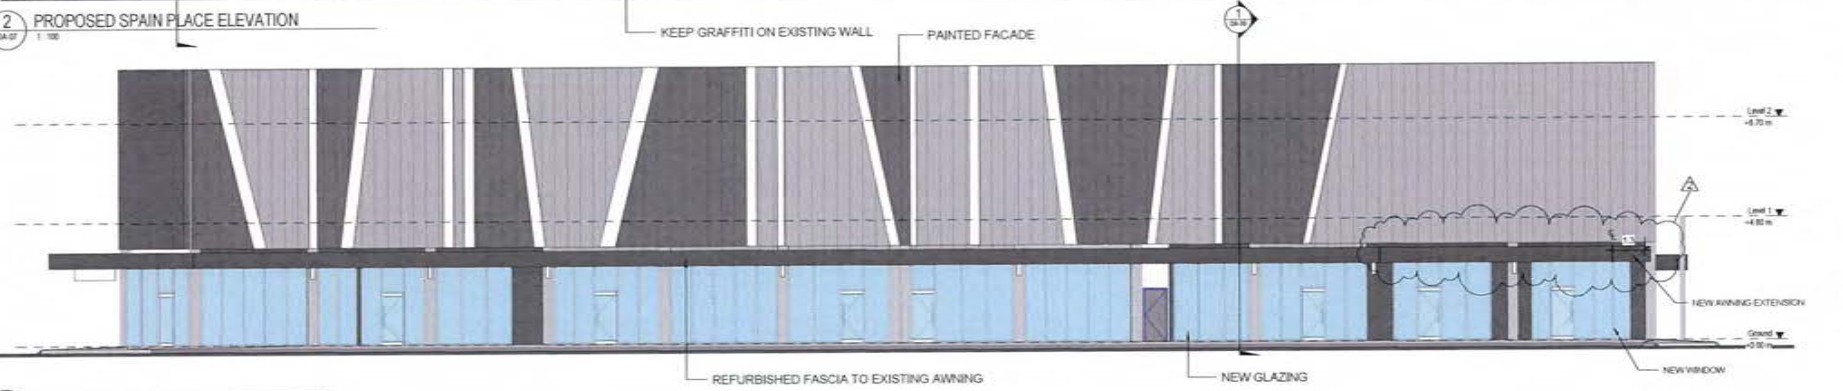 2
PROPOSED SPAIN PLACE ELEVATION
1 : 100
KEEP GRAFFITI ON EXISTING WALL
PAINTED FACADE
1
Level 2
Level 1
NEW AWNING EXTENSION
Ground
REFURBISHED FASCIA TO EXISTING AWNING
NEW GLAZING
NEW WINDOW